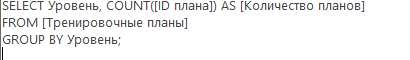 SELECT Уровень, COUNT([ID плана]) AS [Количество планов]
FROM [Тренировочные планы]
GROUP BY Уровень;